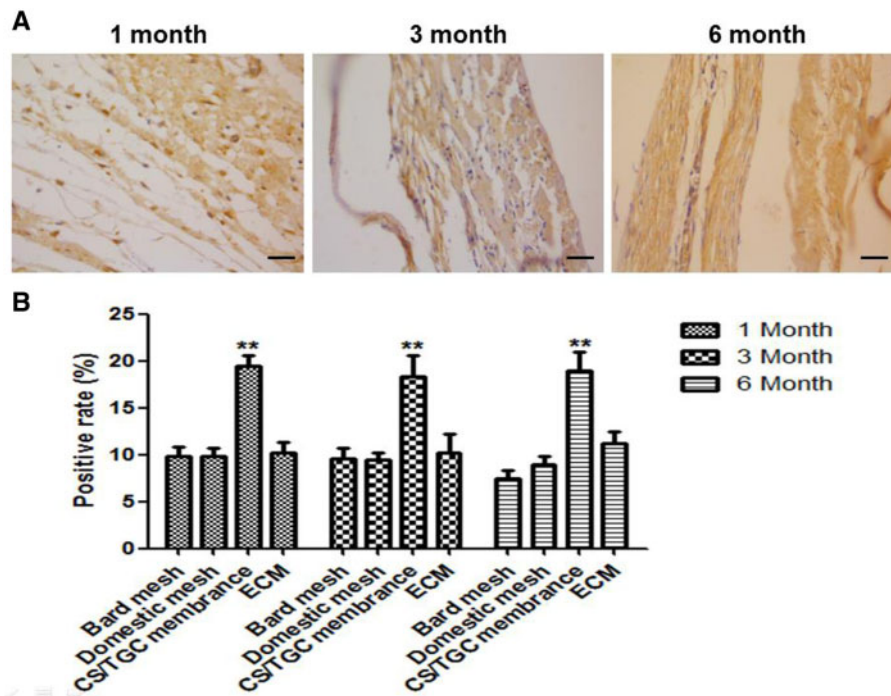 A
1 month
3 month
6 month
B
Positive rate (%)
25
20
15
10
5
0
**
**
**
Bard mesh
Domestic mesh
CS/TGC membrance
ECM
Bard mesh
Domestic mesh
CS/TGC membrance
ECM
Bard mesh
Domestic mesh
CS/TGC membrance
ECM
1 Month
3 Month
6 Month